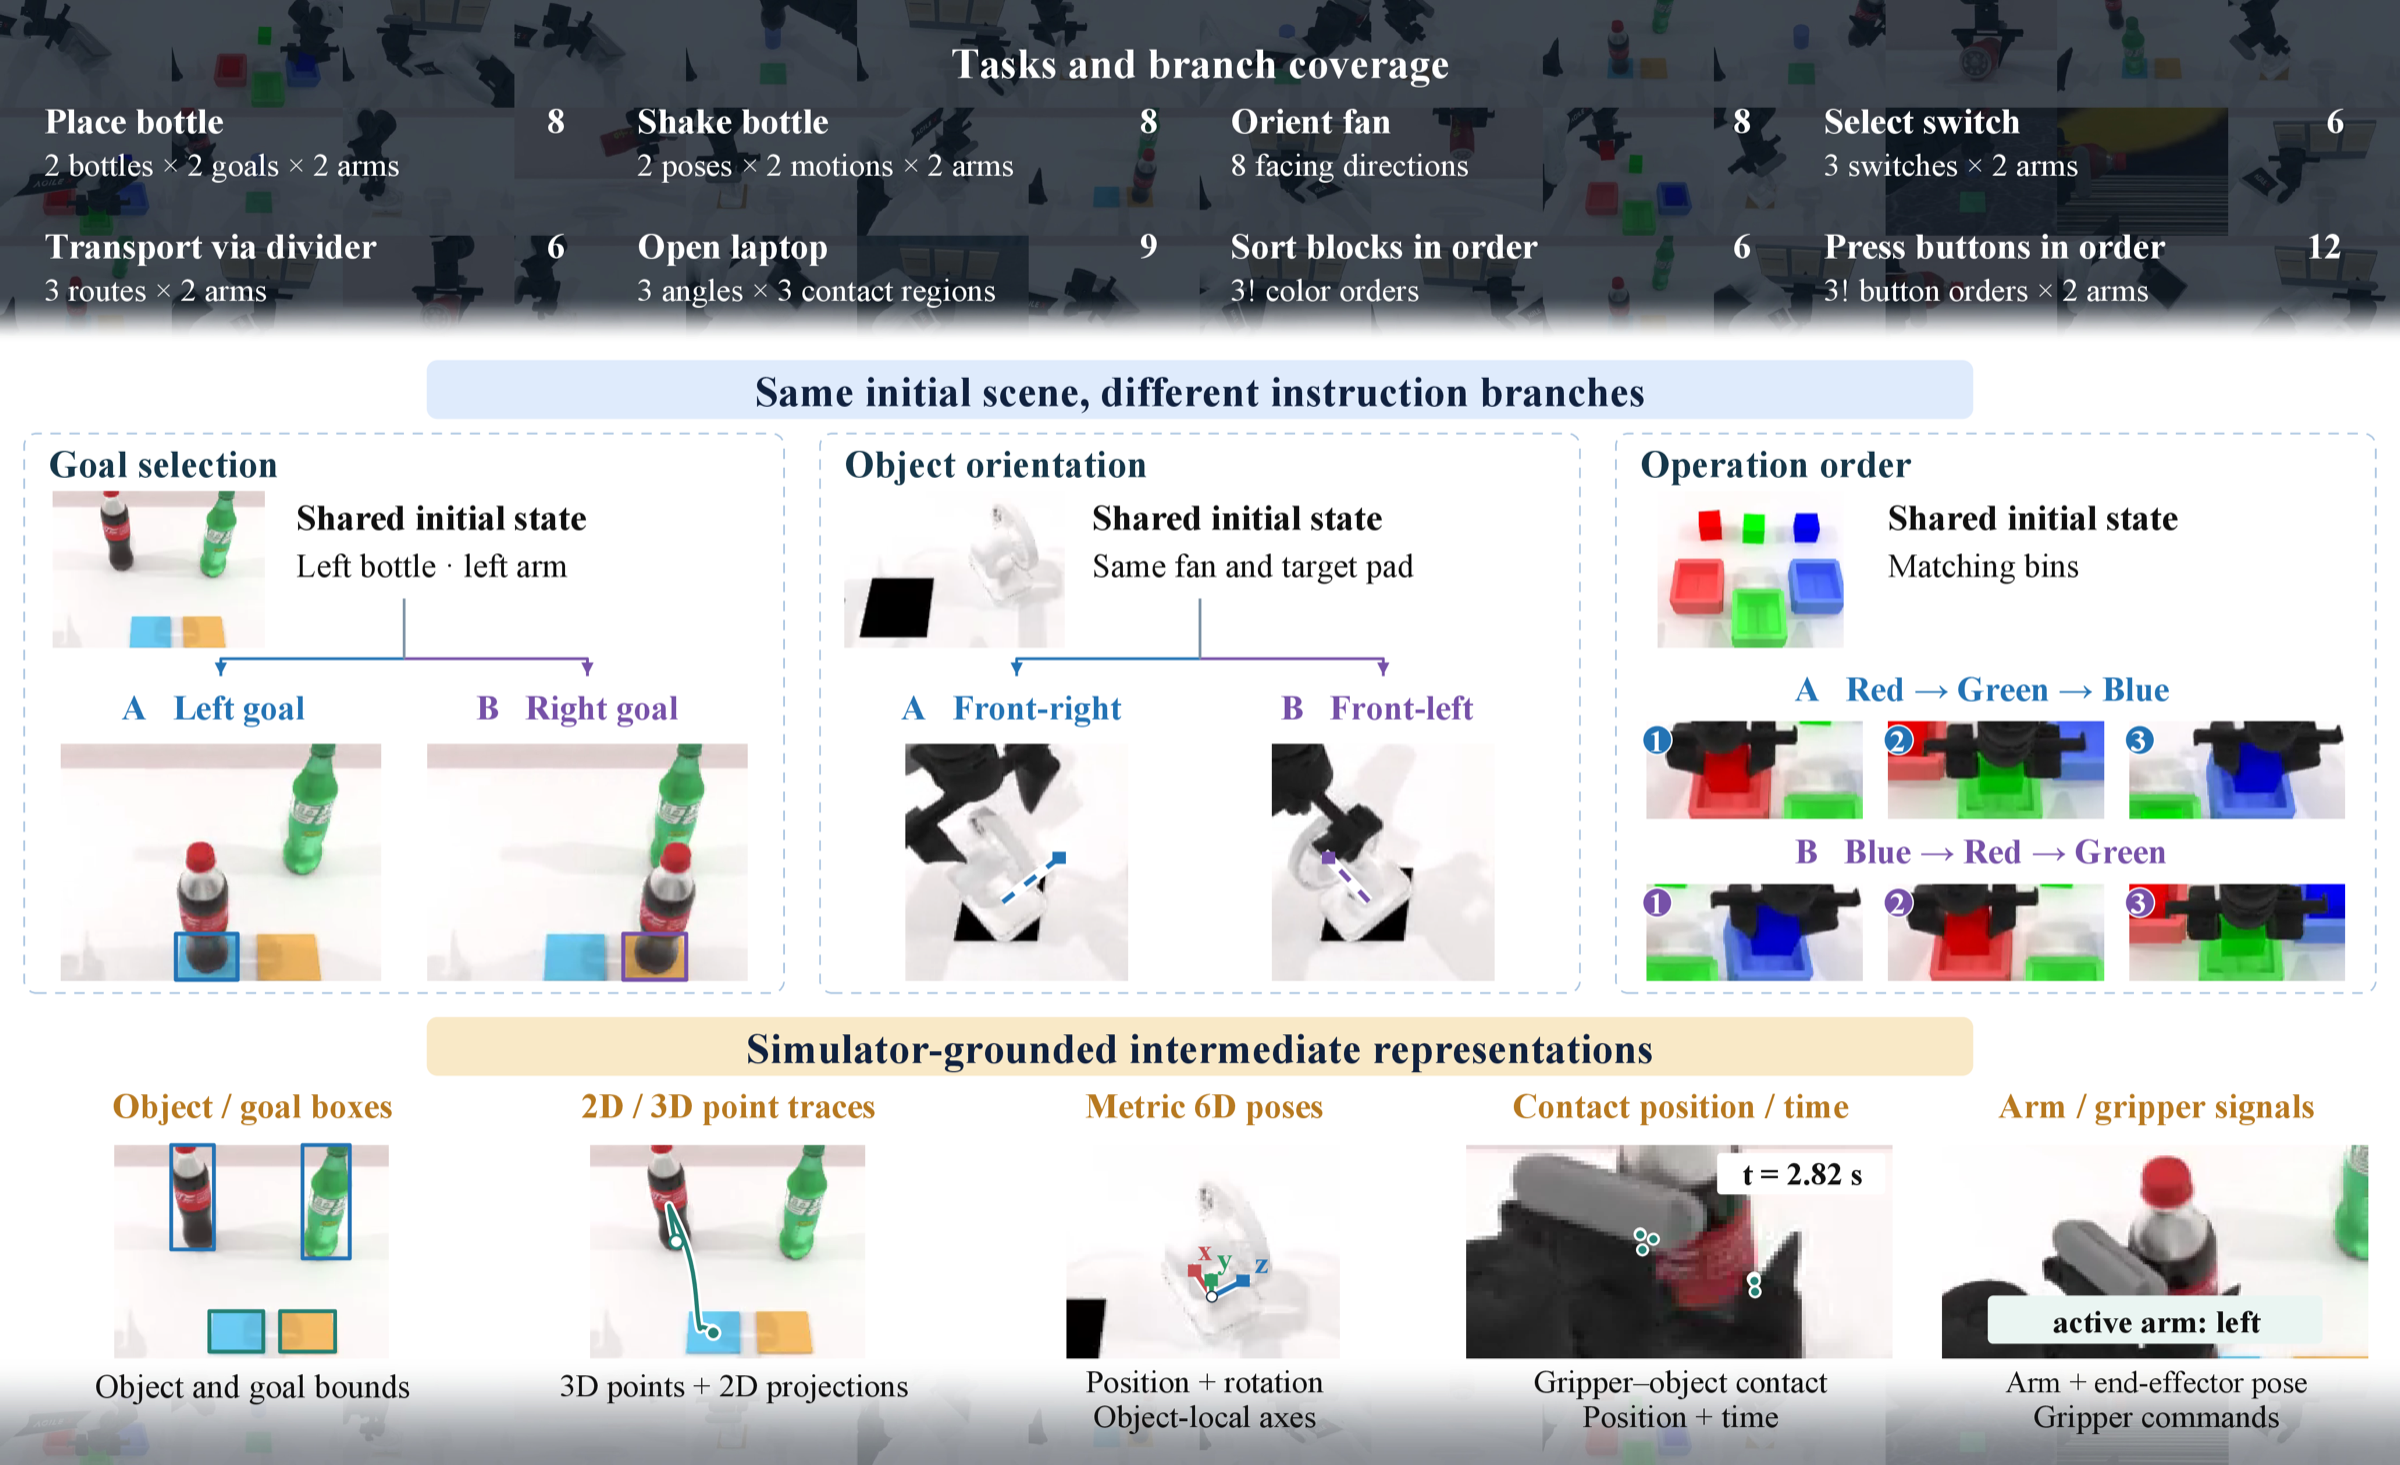 Tasks and branch coverage
Place bottle 8
2 bottles × 2 goals × 2 arms
Shake bottle 8
2 poses × 2 motions × 2 arms
Orient fan 8
8 facing directions
Select switch 6
3 switches × 2 arms
Transport via divider 6
3 routes × 2 arms
Open laptop 9
3 angles × 3 contact regions
Sort blocks in order 6
3! color orders
Press buttons in order 12
3! button orders × 2 arms
Same initial scene, different instruction branches
Goal selection
Shared initial state
Left bottle · left arm
A Left goal
B Right goal
Object orientation
Shared initial state
Same fan and target pad
A Front-right
B Front-left
Operation order
Shared initial state
Matching bins
A Red → Green → Blue
1 2 3
B Blue → Red → Green
1 2 3
Simulator-grounded intermediate representations
Object / goal boxes
Object and goal bounds
2D / 3D point traces
3D points + 2D projections
Metric 6D poses
x y z
Position + rotation
Object-local axes
Contact position / time
t = 2.82 s
Gripper–object contact
Position + time
Arm / gripper signals
active arm: left
Arm + end-effector pose
Gripper commands